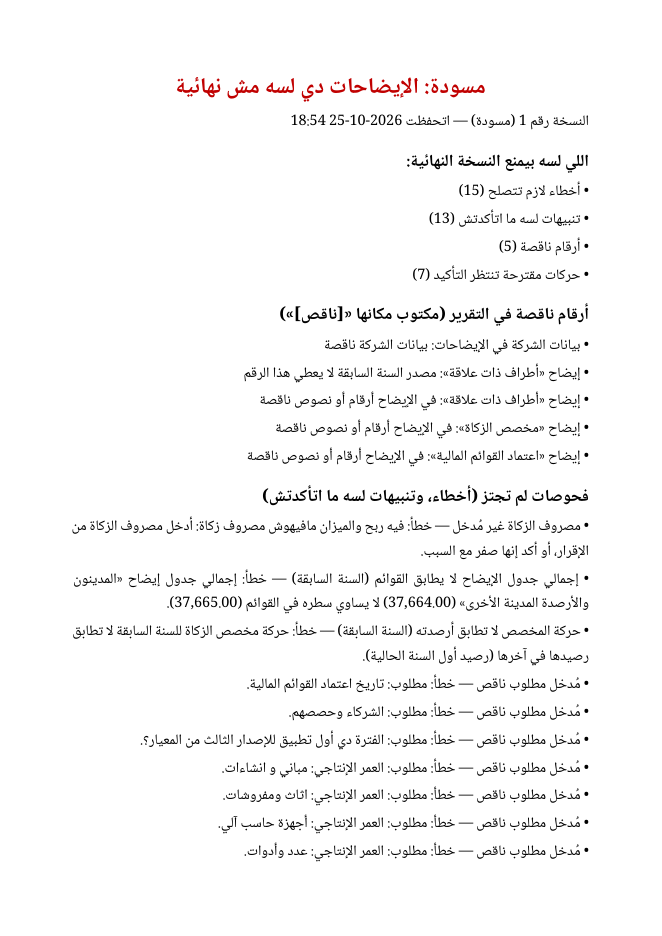 مسودة: الإيضاحات دي لسه مش نهائية
النسخة رقم 1 (مسودة) — اتحفظت 2026-10-25 18:54
اللي لسه بيمنع النسخة النهائية:
• أخطاء لازم تتصلح (15)
• تنبيهات لسه ما اتأكدتش (13)
• أرقام ناقصة (5)
• حركات مقترحة تنتظر التأكيد (7)
أرقام ناقصة في التقرير (مكتوب مكانها «[ناقص]»)
• بيانات الشركة في الإيضاحات: بيانات الشركة ناقصة
• إيضاح «أطراف ذات علاقة»: مصدر السنة السابقة لا يعطي هذا الرقم
• إيضاح «أطراف ذات علاقة»: في الإيضاح أرقام أو نصوص ناقصة
• إيضاح «مخصص الزكاة»: في الإيضاح أرقام أو نصوص ناقصة
• إيضاح «اعتماد القوائم المالية»: في الإيضاح أرقام أو نصوص ناقصة
فحوصات لم تجتز (أخطاء، وتنبيهات لسه ما اتأكدتش)
• مصروف الزكاة غير مُدخل — خطأ: فيه ربح والميزان مافيهوش مصروف زكاة: أدخل مصروف الزكاة من
الإقرار، أو أكد إنها صفر مع السبب.
• إجمالي جدول الإيضاح لا يطابق القوائم (السنة السابقة) — خطأ: إجمالي جدول إيضاح «المدينون
والأرصدة المدينة الأخرى» (37,664.00) لا يساوي سطره في القوائم (37,665.00).
• حركة المخصص لا تطابق أرصدته (السنة السابقة) — خطأ: حركة مخصص الزكاة للسنة السابقة لا تطابق
رصيدها في آخرها (رصيد أول السنة الحالية).
• مُدخل مطلوب ناقص — خطأ: مطلوب: تاريخ اعتماد القوائم المالية.
• مُدخل مطلوب ناقص — خطأ: مطلوب: الشركاء وحصصهم.
• مُدخل مطلوب ناقص — خطأ: مطلوب: الفترة دي أول تطبيق للإصدار الثالث من المعيار؟.
• مُدخل مطلوب ناقص — خطأ: مطلوب: العمر الإنتاجي: مباني و انشاءات.
• مُدخل مطلوب ناقص — خطأ: مطلوب: العمر الإنتاجي: اثاث ومفروشات.
• مُدخل مطلوب ناقص — خطأ: مطلوب: العمر الإنتاجي: أجهزة حاسب آلي.
• مُدخل مطلوب ناقص — خطأ: مطلوب: العمر الإنتاجي: عدد وأدوات.